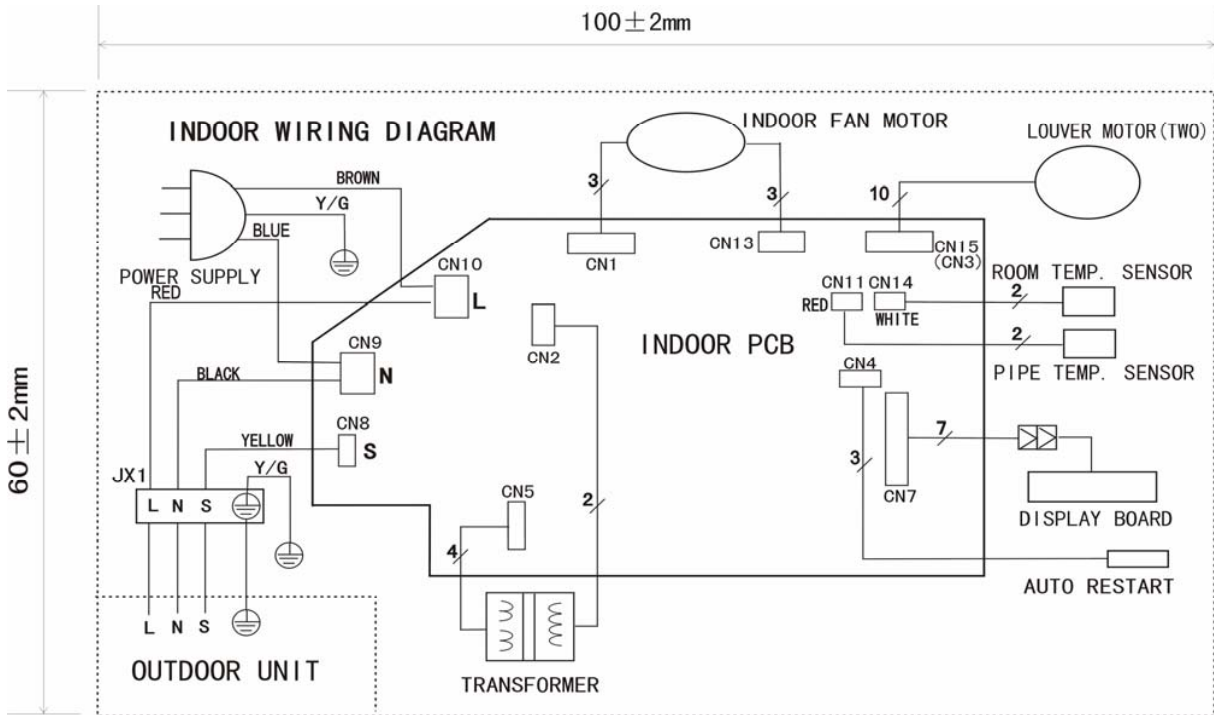 100±2mm
60±2mm
INDOOR WIRING DIAGRAM
INDOOR FAN MOTOR
LOUVER MOTOR(TWO)
BROWN
Y/G
BLUE
POWER SUPPLY
RED
3
3
10
CN10
L
CN1
CN13
CN15
(CN3)
ROOM TEMP. SENSOR
CN11
CN14
RED
WHITE
2
CN2
INDOOR PCB
CN9
N
BLACK
2
PIPE TEMP. SENSOR
CN4
CN8
S
YELLOW
Y/G
JX1
L N S
7
3
CN7
CN5
2
4
DISPLAY BOARD
AUTO RESTART
L N S
OUTDOOR UNIT
TRANSFORMER